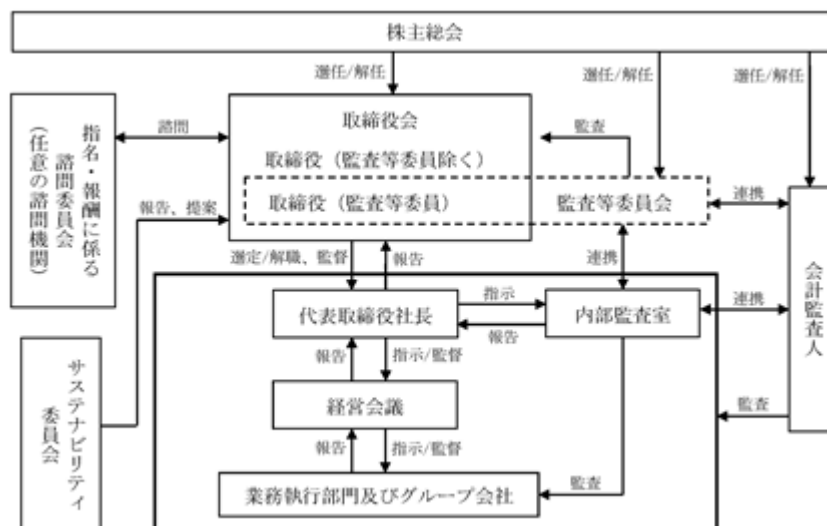 株主総会
選任/解任
選任/解任
選任/解任
指名・報酬に係る
諮問委員会
(任意の諮問機関)
諮問
取締役会
取締役（監査等委員除く）
取締役（監査等委員）
監査等委員会
監査
連携
報告、提案
選定/解職、監督
報告
連携
会計監査人
代表取締役社長
指示
報告
内部監査室
連携
報告
指示/監督
サステナビリティ
委員会
経営会議
監査
報告
指示/監督
業務執行部門及びグループ会社
監査